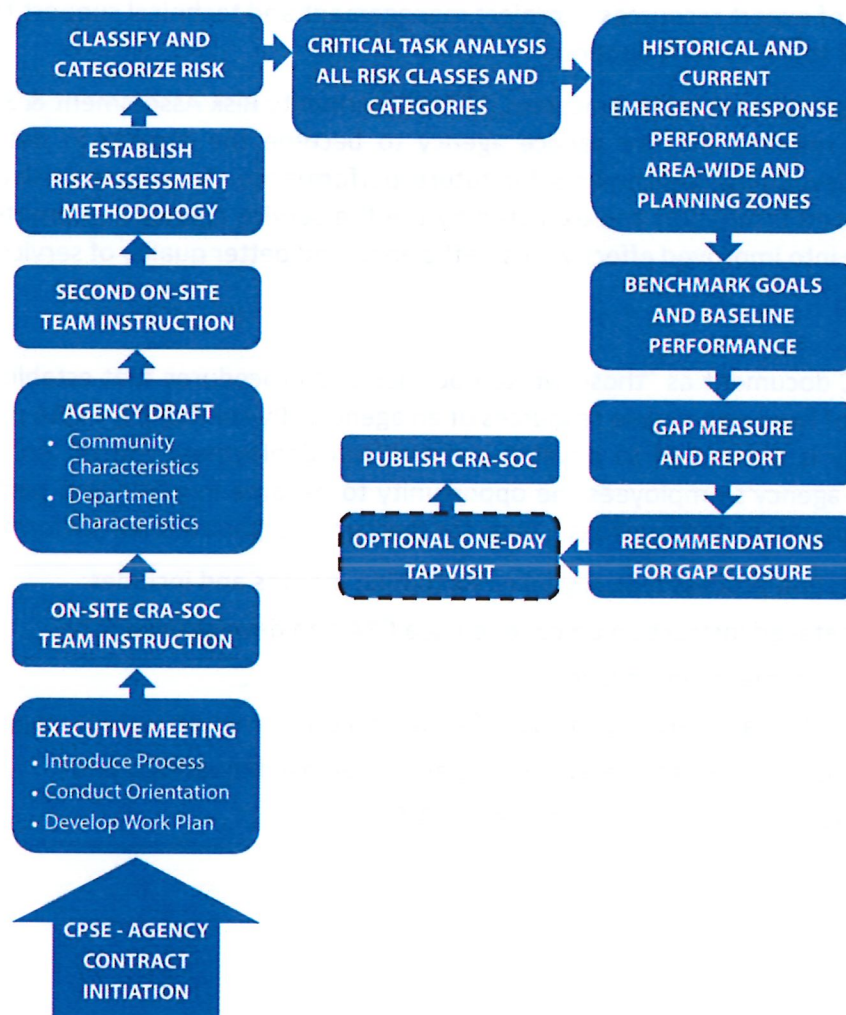 CLASSIFY AND
CATEGORIZE RISK
CRITICAL TASK ANALYSIS
ALL RISK CLASSES AND
CATEGORIES
HISTORICAL AND
CURRENT
EMERGENCY RESPONSE
PERFORMANCE
AREA-WIDE AND
PLANNING ZONES
ESTABLISH
RISK-ASSESSMENT
METHODOLOGY
SECOND ON-SITE
TEAM INSTRUCTION
BENCHMARK GOALS
AND BASELINE
PERFORMANCE
AGENCY DRAFT
• Community
Characteristics
• Department
Characteristics
GAP MEASURE
AND REPORT
PUBLISH CRA-SOC
OPTIONAL ONE-DAY
TAP VISIT
RECOMMENDATIONS
FOR GAP CLOSURE
ON-SITE CRA-SOC
TEAM INSTRUCTION
EXECUTIVE MEETING
• Introduce Process
• Conduct Orientation
• Develop Work Plan
CPSE - AGENCY
CONTRACT
INITIATION